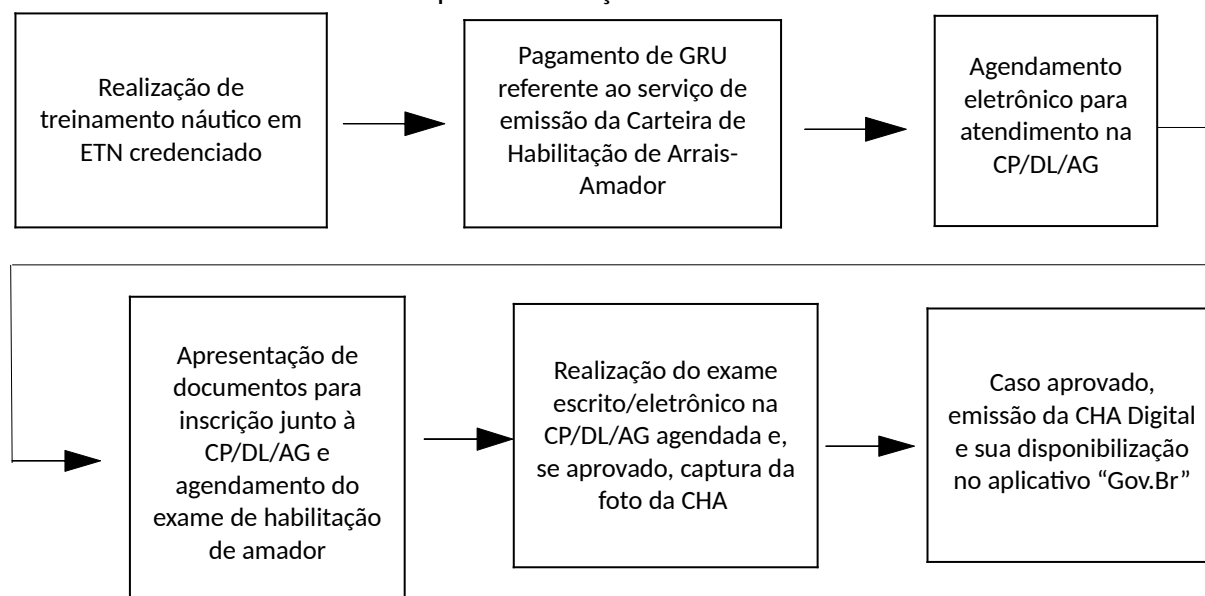 Realização de
treinamento náutico em
ETN credenciado
Pagamento de GRU
referente ao serviço de
emissão da Carteira de
Habilitação de Arrais-
Amador
Agendamento
eletrônico para
atendimento na
CP/DL/AG
Apresentação de
documentos para
inscrição junto à
CP/DL/AG e
agendamento do
exame de habilitação
de amador
Realização do exame
escrito/eletrônico na
CP/DL/AG agendada e,
se aprovado, captura da
foto da CHA
Caso aprovado,
emissão da CHA Digital
e sua disponibilização
no aplicativo “Gov.Br”